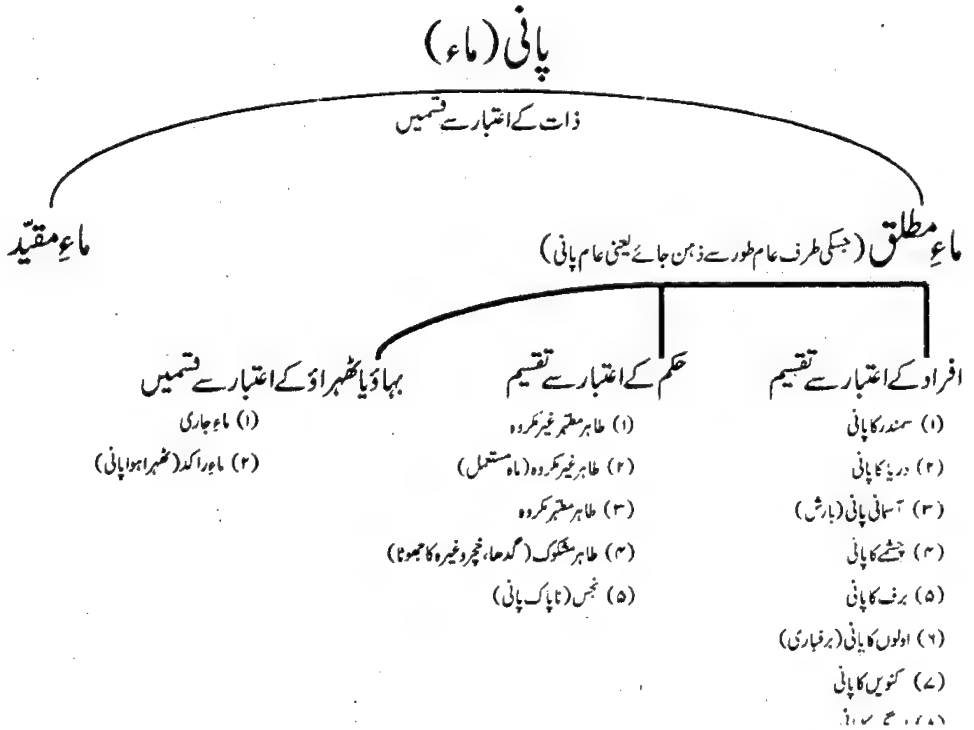 پانی (ماء)
ذات کے اعتبار سے قسمیں
ماءِ مطلق (جسکی طرف عام طور سے ذہن جائے یعنی عام پانی)
ماءِ مقیّد
افراد کے اعتبار سے تقسیم
(۱) سمندر کا پانی
(۲) دریا کا پانی
(۳) آسمانی پانی (بارش)
(۴) چشمے کا پانی
(۵) برف کا پانی
(۶) اولوں کا پانی (برفباری)
(۷) کنویں کا پانی
حکم کے اعتبار سے تقسیم
(۱) طاہر مطہر غیر مکروہ
(۲) طاہر غیر مکروہ (ماء مستعمل)
(۳) طاہر مطہر مکروہ
(۴) طاہر مشکوک (گدھا، خچر وغیرہ کا جھوٹا)
(۵) نجس (ناپاک پانی)
بہاؤ یا ٹھہراؤ کے اعتبار سے قسمیں
(۱) ماءِ جاری
(۲) ماءِ راکد (ٹھہرا ہوا پانی)